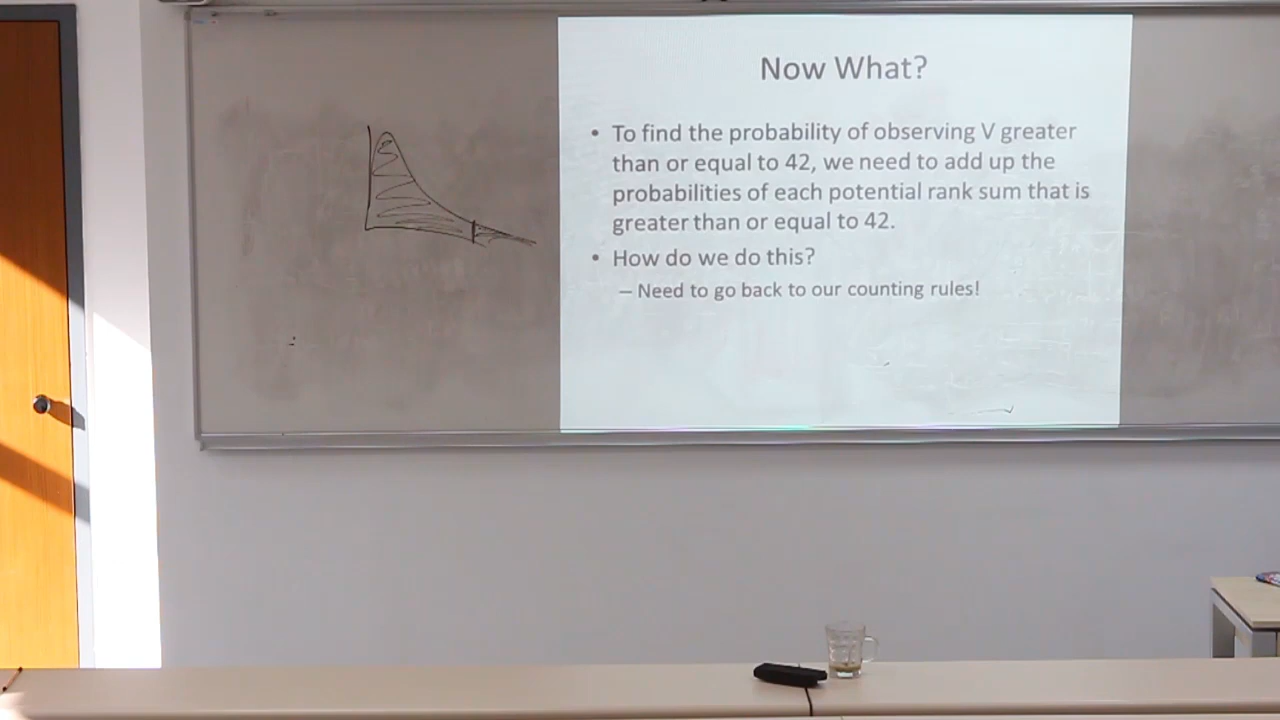 Now What?
• To find the probability of observing V greater
than or equal to 42, we need to add up the
probabilities of each potential rank sum that is
greater than or equal to 42.
• How do we do this?
– Need to go back to our counting rules!